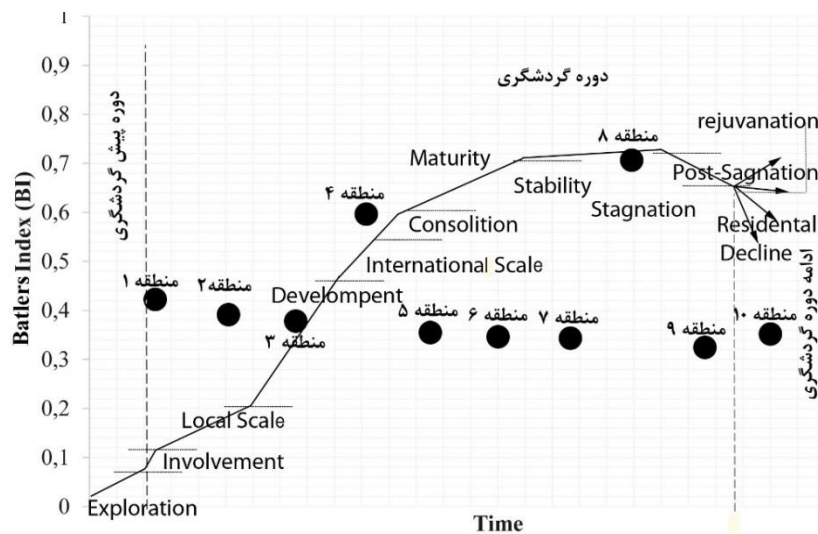 Batlers Index (BI)
1
0,9
0,8
0,7
0,6
0,5
0,4
0,3
0,2
0,1
0
دوره پیش گردشگری
دوره گردشگری
ادامه دوره گردشگری
منطقه ۱
منطقه۲
منطقه ۳
منطقه ۴
منطقه ۵
منطقه ۶
منطقه ۷
منطقه ۸
منطقه ۹
منطقه ۱۰
rejuvanation
Maturity
Post-Sagnation
Stability
Stagnation
Consolition
Residental
Decline
International Scale
Develompent
Local Scale
Involvement
Exploration
Time